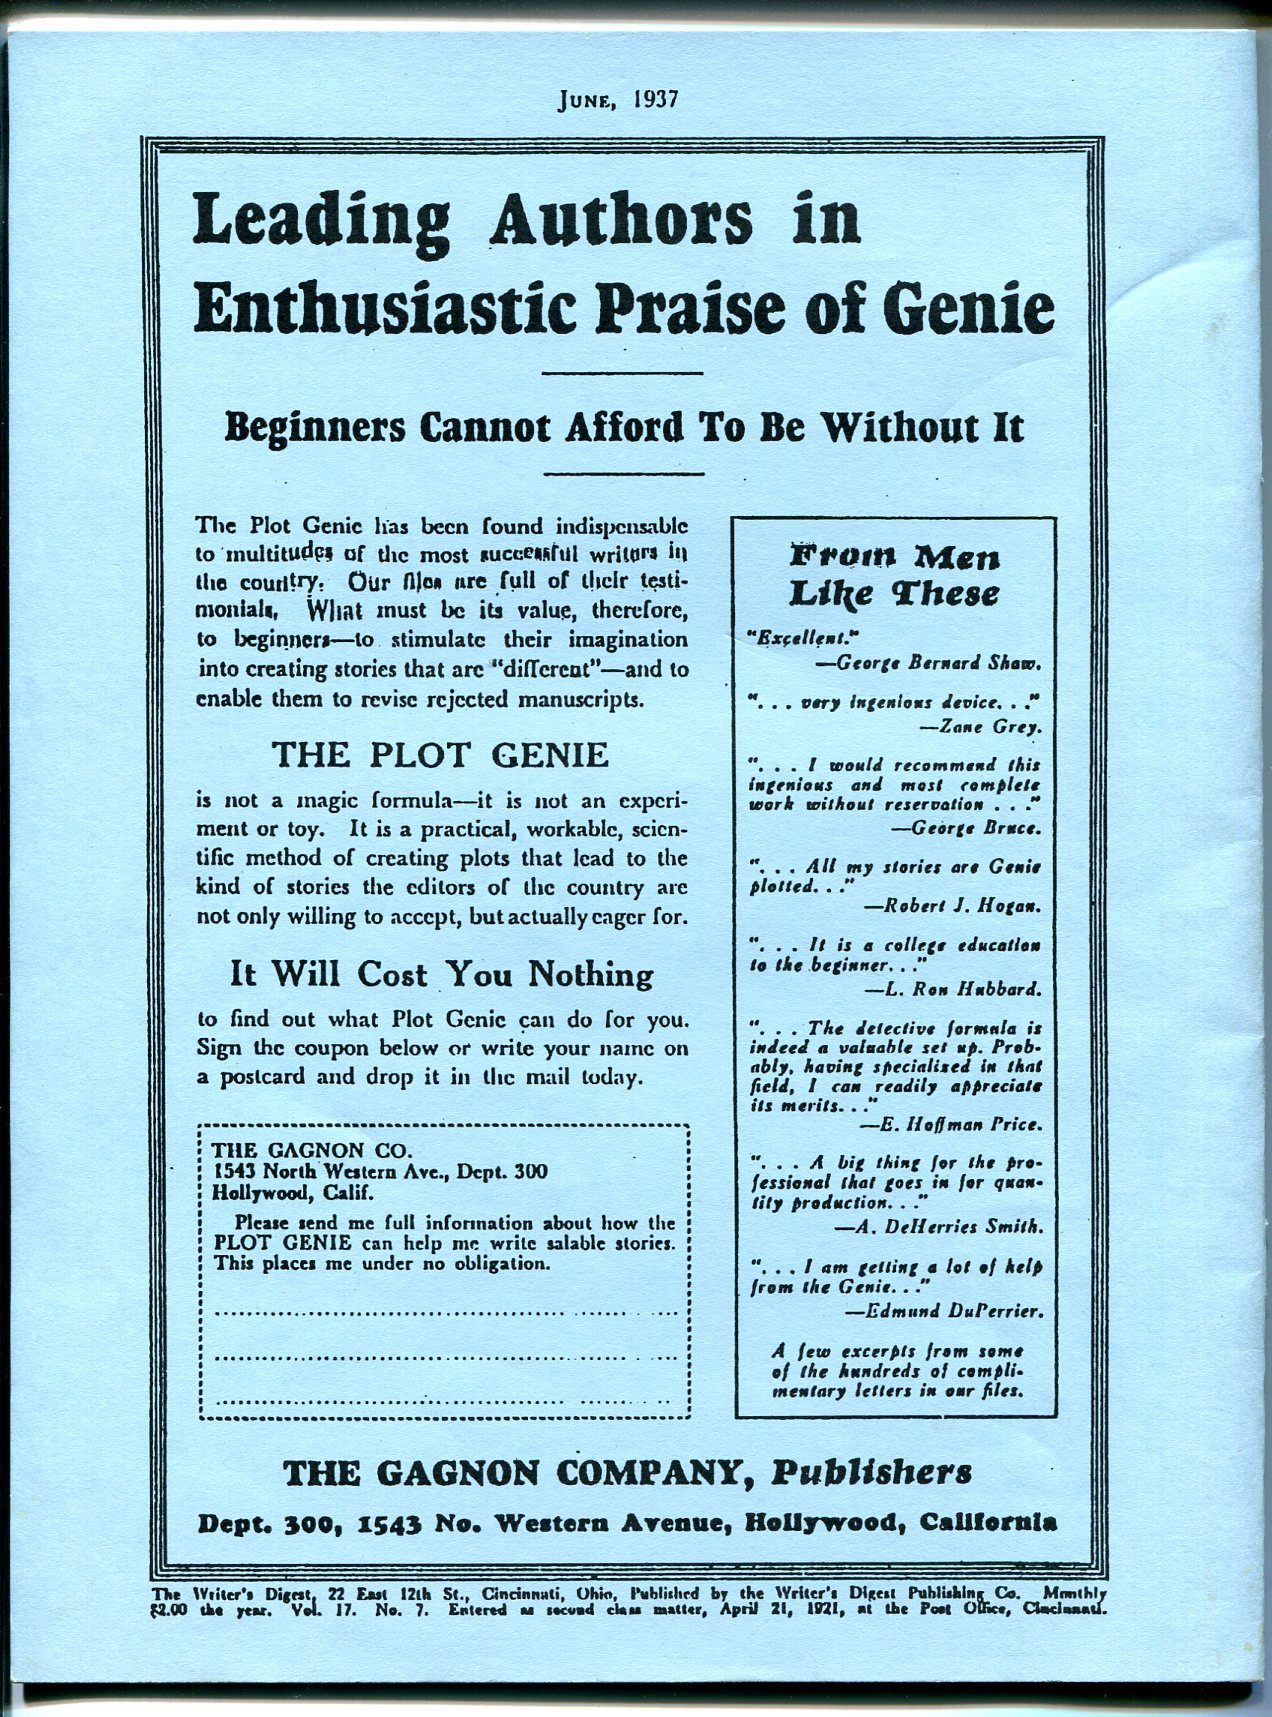 June, 1937
Leading Authors in
Enthusiastic Praise of Genie
Beginners Cannot Afford To Be Without It
The Plot Genie has been found indispensable
to multitudes of the most successful writers in
the country. Our files are full of their testi-
monials, What must be its value, therefore,
to beginners—to stimulate their imagination
into creating stories that are "different"—and to
enable them to revise rejected manuscripts.
THE PLOT GENIE
is not a magic formula—it is not an experi-
ment or toy. It is a practical, workable, scien-
tific method of creating plots that lead to the
kind of stories the editors of the country are
not only willing to accept, but actually eager for.
It Will Cost You Nothing
to find out what Plot Genie can do for you.
Sign the coupon below or write your name on
a postcard and drop it in the mail today.
THE GAGNON CO.
1543 North Western Ave., Dept. 300
Hollywood, Calif.
Please send me full information about how the
PLOT GENIE can help me write salable stories.
This places me under no obligation.
From Men
Like These
"Excellent."
—George Bernard Shaw.
". . . very ingenious device. . ."
—Zane Grey.
". . . I would recommend this
ingenious and most complete
work without reservation . . ."
—George Bruce.
". . . All my stories are Genie
plotted. . ."
—Robert J. Hogan.
". . . It is a college education
to the beginner. . ."
—L. Ron Hubbard.
". . . The detective formula is
indeed a valuable set up. Prob-
ably, having specialized in that
field, I can readily appreciate
its merits. . ."
—E. Hoffman Price.
". . . A big thing for the pro-
fessional that goes in for quan-
tity production. . ."
—A. DeHerries Smith.
". . . I am getting a lot of help
from the Genie. . ."
—Edmund DuPerrier.
A few excerpts from some
of the hundreds of compli-
mentary letters in our files.
THE GAGNON COMPANY, Publishers
Dept. 300, 1543 No. Western Avenue, Hollywood, California
The Writer's Digest, 22 East 12th St., Cincinnati, Ohio, Published by the Writer's Digest Publishing Co. Monthly
$2.00 the year. Vol. 17. No. 7. Entered as second class matter, April 21, 1921, at the Post Office, Cincinnati.